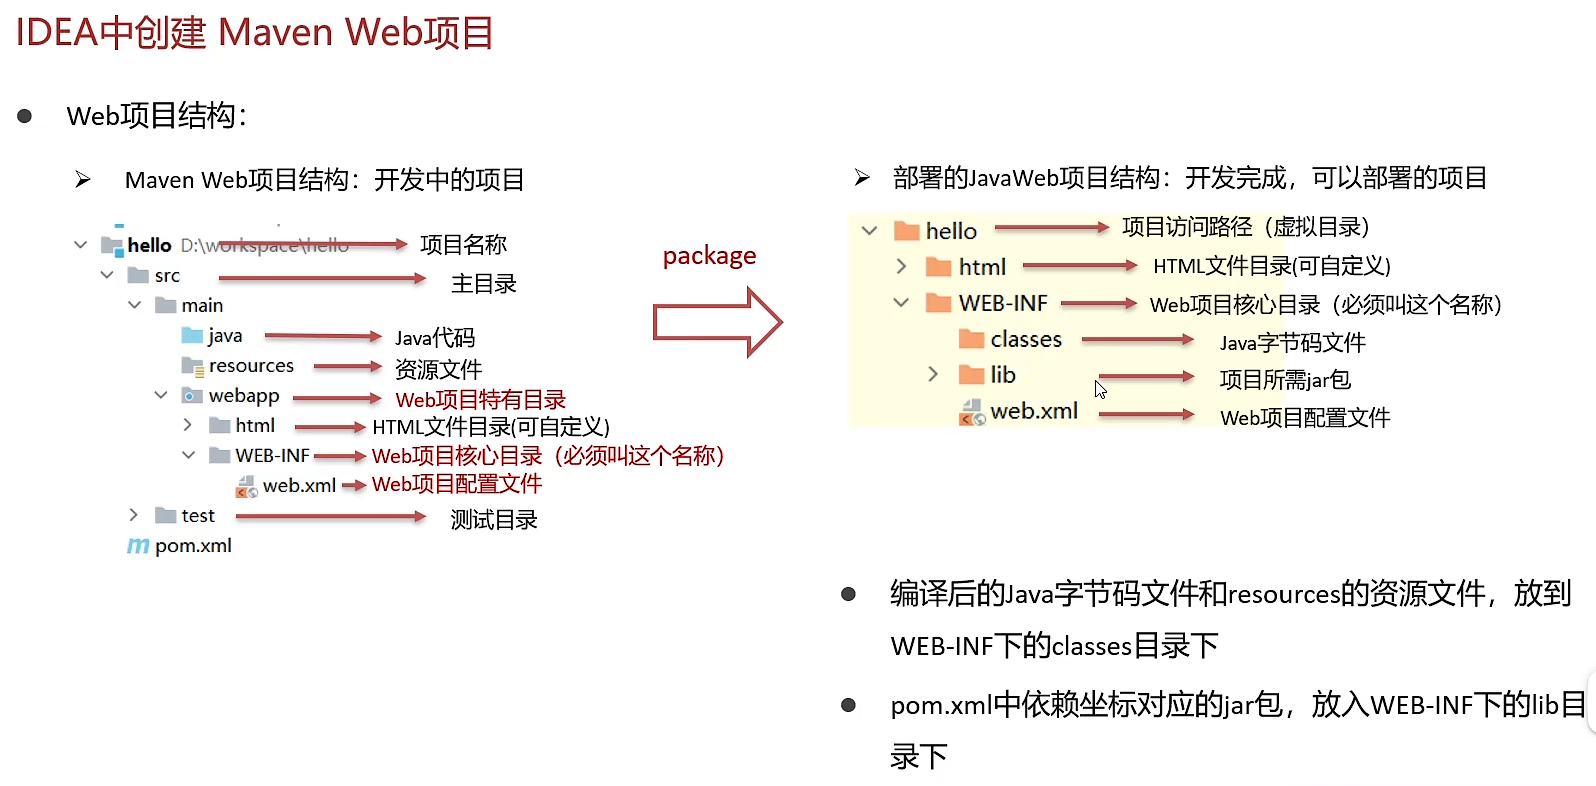 IDEA中创建 Maven Web项目
Web项目结构：
Maven Web项目结构：开发中的项目
hello D:\workspace\hello 项目名称
src 主目录
main
java Java代码
resources 资源文件
webapp Web项目特有目录
html HTML文件目录(可自定义)
WEB-INF Web项目核心目录（必须叫这个名称）
web.xml Web项目配置文件
test 测试目录
pom.xml
package
部署的JavaWeb项目结构：开发完成，可以部署的项目
hello 项目访问路径（虚拟目录）
html HTML文件目录(可自定义)
WEB-INF Web项目核心目录（必须叫这个名称）
classes Java字节码文件
lib 项目所需jar包
web.xml Web项目配置文件
编译后的Java字节码文件和resources的资源文件，放到
WEB-INF下的classes目录下
pom.xml中依赖坐标对应的jar包，放入WEB-INF下的lib目
录下